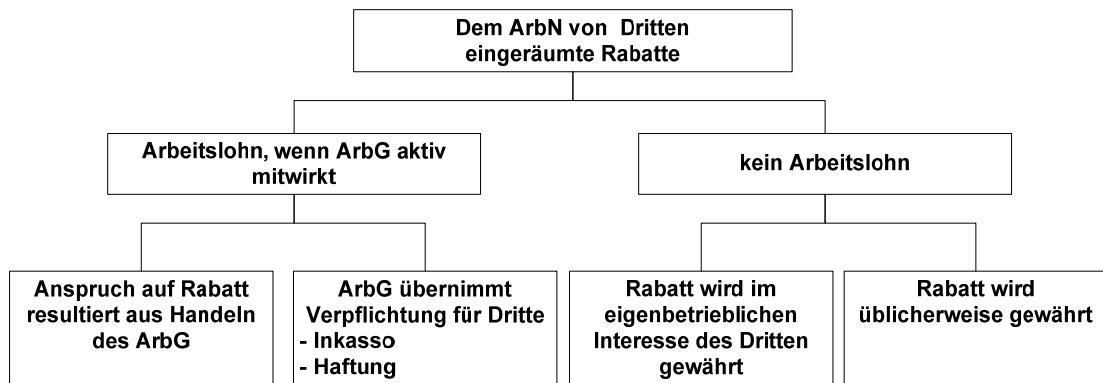 Dem ArbN von Dritten
eingeräumte Rabatte
Arbeitslohn, wenn ArbG aktiv
mitwirkt
kein Arbeitslohn
Anspruch auf Rabatt
resultiert aus Handeln
des ArbG
ArbG übernimmt
Verpflichtung für Dritte
- Inkasso
- Haftung
Rabatt wird im
eigenbetrieblichen
Interesse des Dritten
gewährt
Rabatt wird
üblicherweise gewährt